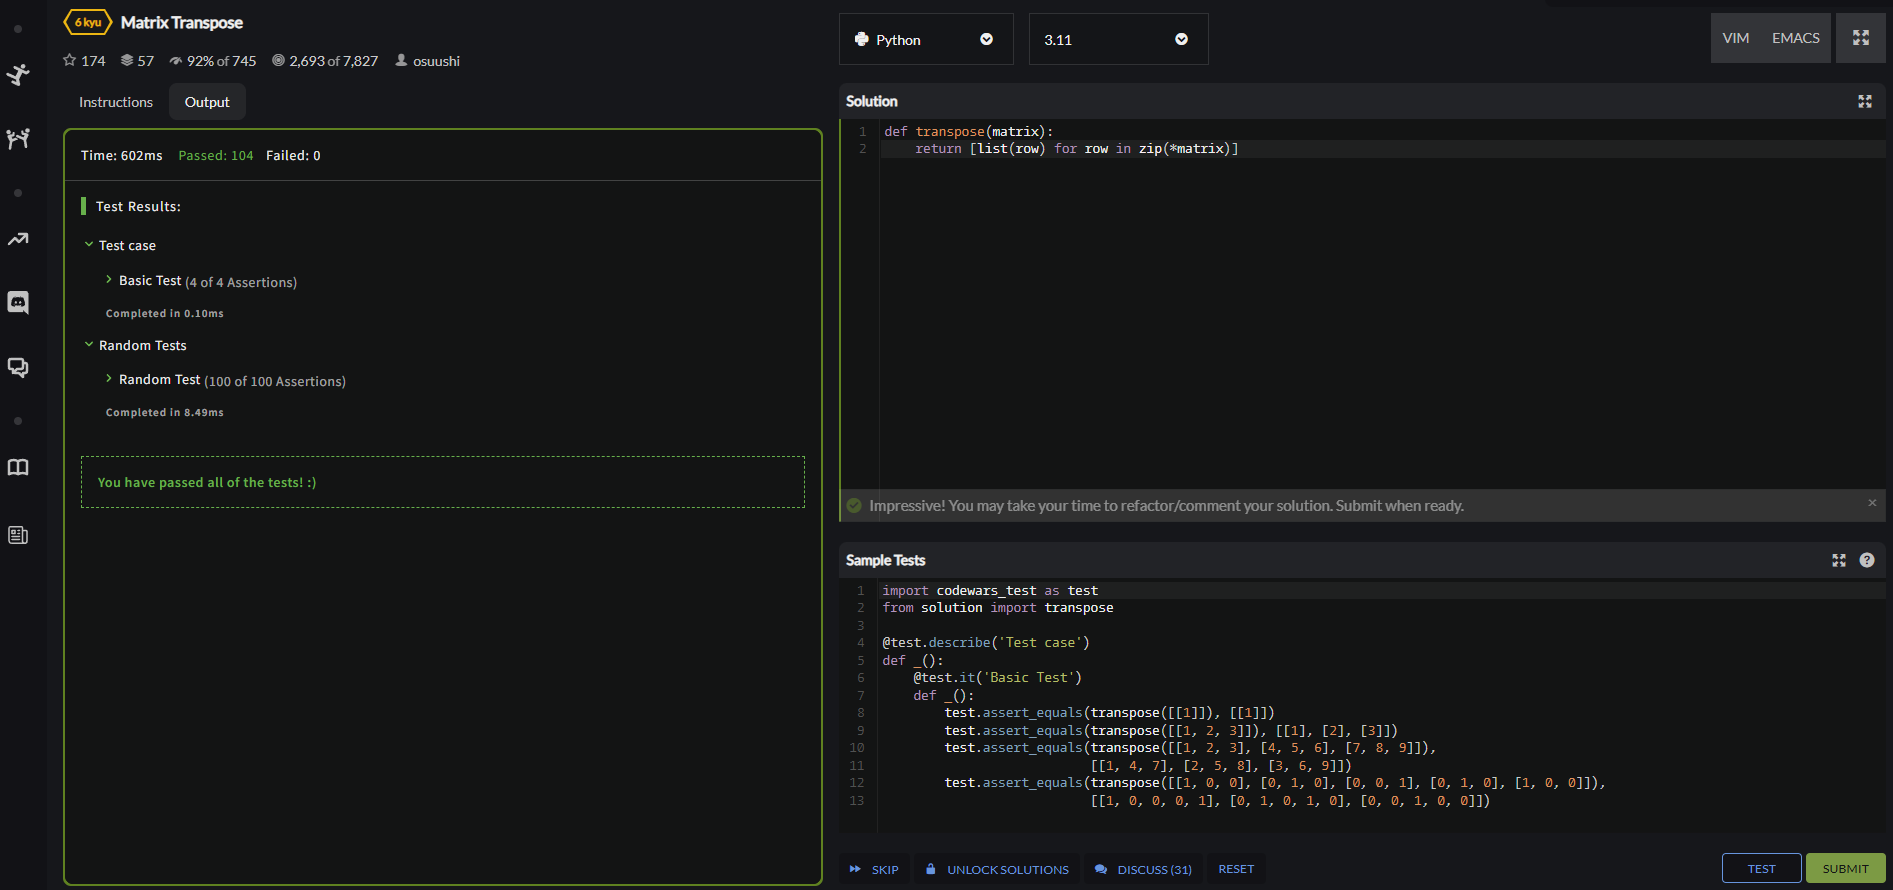 6 kyu Matrix Transpose
174 57 92% of 745 2,693 of 7,827 osuushi
Instructions Output
Time: 602ms Passed: 104 Failed: 0
Test Results:
Test case
Basic Test (4 of 4 Assertions)
Completed in 0.10ms
Random Tests
Random Test (100 of 100 Assertions)
Completed in 8.49ms
You have passed all of the tests! :)
Python 3.11 VIM EMACS
Solution
1 def transpose(matrix):
2     return [list(row) for row in zip(*matrix)]
Impressive! You may take your time to refactor/comment your solution. Submit when ready. ×
Sample Tests ?
1 import codewars_test as test
2 from solution import transpose
3
4 @test.describe('Test case')
5 def _():
6     @test.it('Basic Test')
7     def _():
8         test.assert_equals(transpose([[1]]), [[1]])
9         test.assert_equals(transpose([[1, 2, 3]]), [[1], [2], [3]])
10         test.assert_equals(transpose([[1, 2, 3], [4, 5, 6], [7, 8, 9]]),
11                            [[1, 4, 7], [2, 5, 8], [3, 6, 9]])
12         test.assert_equals(transpose([[1, 0, 0], [0, 1, 0], [0, 0, 1], [0, 1, 0], [1, 0, 0]]),
13                            [[1, 0, 0, 0, 1], [0, 1, 0, 1, 0], [0, 0, 1, 0, 0]])
SKIP UNLOCK SOLUTIONS DISCUSS (31) RESET TEST SUBMIT